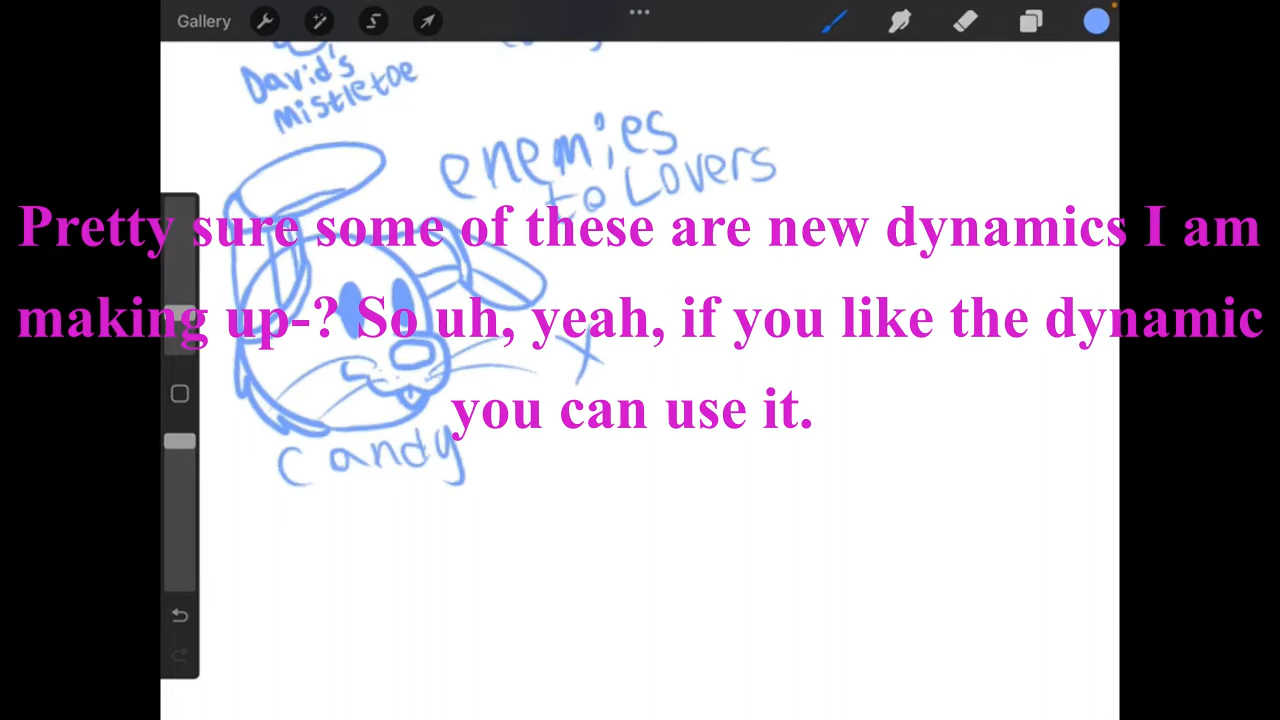 Gallery
David's
mistletoe
enemies
to Lovers
Pretty sure some of these are new dynamics I am
making up-? So uh, yeah, if you like the dynamic
you can use it.
x
candy